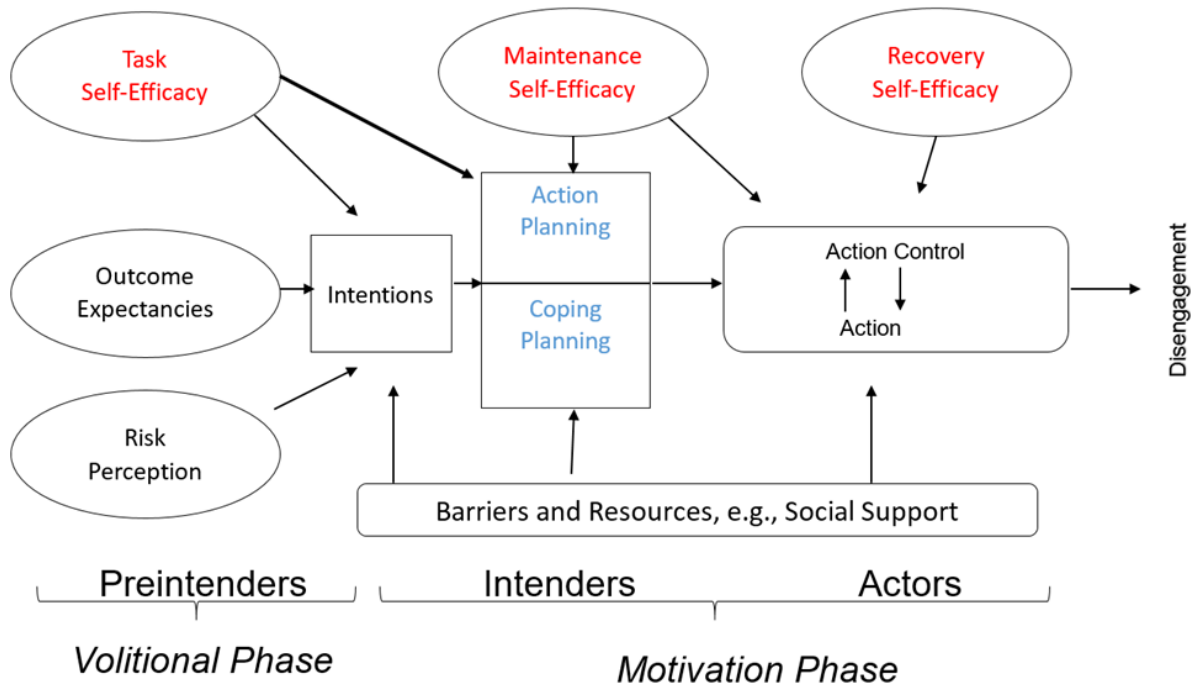 Task
Self-Efficacy
Maintenance
Self-Efficacy
Recovery
Self-Efficacy
Action
Planning
Outcome
Expectancies
Intentions
Coping
Planning
Action Control
Action
Disengagement
Risk
Perception
Barriers and Resources, e.g., Social Support
Preintenders
Intenders
Actors
Volitional Phase
Motivation Phase